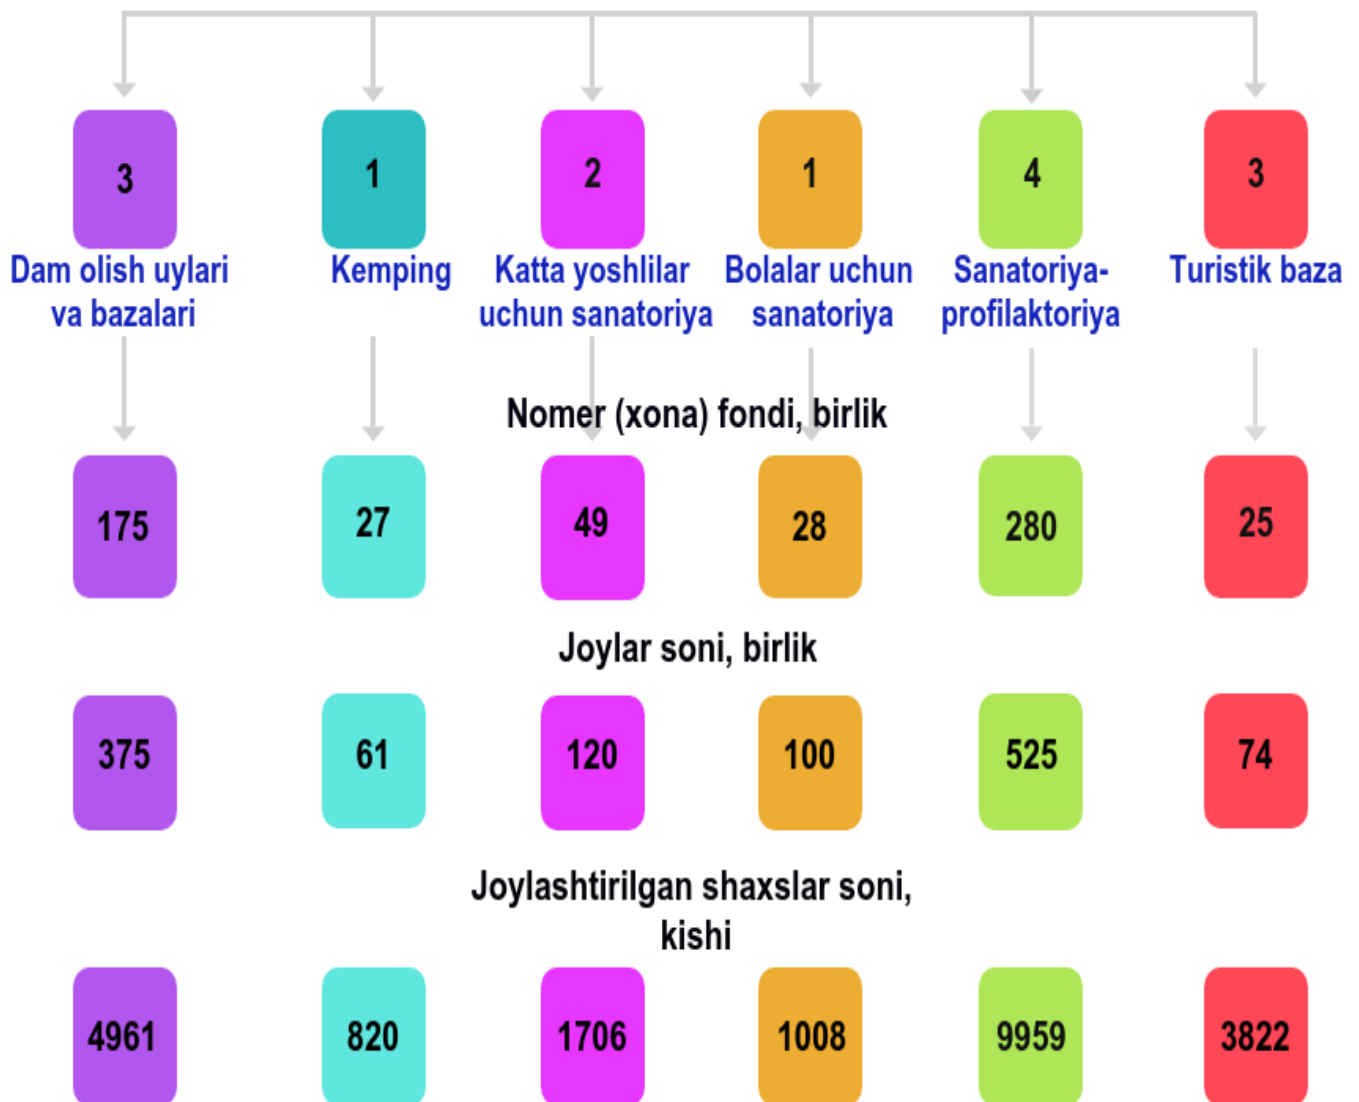 3 1 2 1 4 3
Dam olish uylari Kemping Katta yoshlilar Bolalar uchun Sanatoriya- Turistik baza
va bazalari uchun sanatoriya sanatoriya profilaktoriya
Nomer (xona) fondi, birlik
175 27 49 28 280 25
Joylar soni, birlik
375 61 120 100 525 74
Joylashtirilgan shaxslar soni,
kishi
4961 820 1706 1008 9959 3822